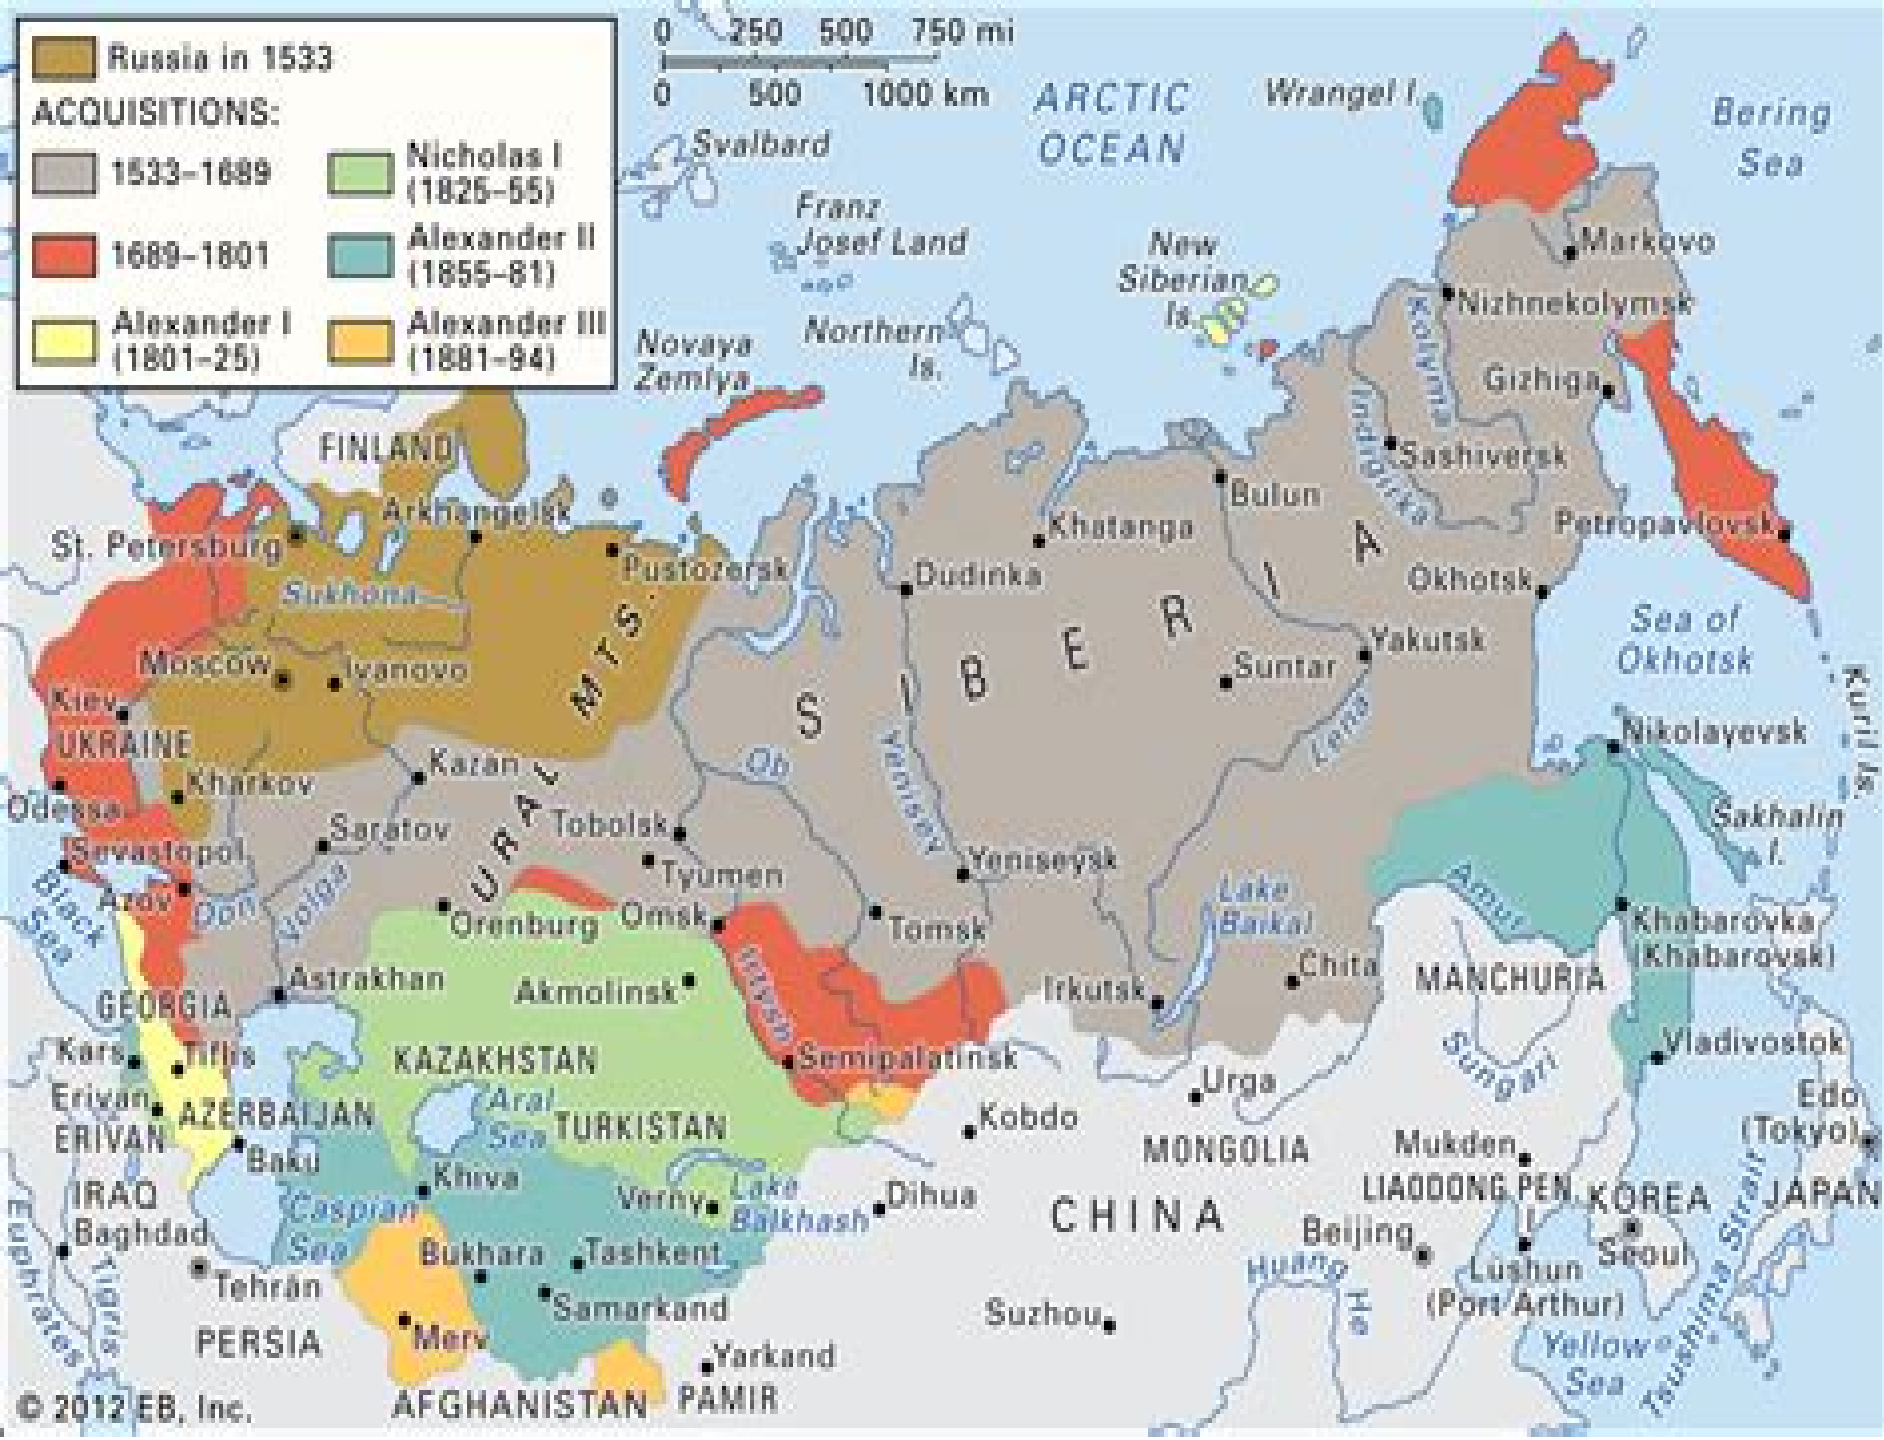 Russia in 1533
ACQUISITIONS:
1533–1689
1689–1801
Alexander I
(1801–25)
Nicholas I
(1825–55)
Alexander II
(1855–81)
Alexander III
(1881–94)
0 250 500 750 mi
0 500 1000 km
ARCTIC
OCEAN
Wrangel I.
Bering
Sea
Svalbard
Franz
Josef Land
New
Siberian
Is.
Northern
Is.
Novaya
Zemlya
Markovo
Nizhnekolymsk
Kolyma
Gizhiga
Indigirka
Sashiversk
FINLAND
Arkhangelsk
Bulun
Khatanga
Petropavlovsk
St. Petersburg
Pustozersk
Dudinka
Okhotsk
Sukhona
SIBERIA
Sea of
Okhotsk
Yakutsk
Suntar
Moscow
Ivanovo
URAL MTS.
Kiev
UKRAINE
Kuril Is.
Nikolayevsk
Lena
Yenisey
Ob
Kazan
Kharkov
Odessa
Saratov
Tobolsk
Sakhalin
I.
Sevastopol
Tyumen
Yeniseysk
Lake
Baikal
Amur
Black
Sea
Azov
Don
Volga
Orenburg
Omsk
Tomsk
Khabarovka
(Khabarovsk)
Irtysh
Astrakhan
Akmolinsk
Irkutsk
Chita
MANCHURIA
GEORGIA
Kars
Tiflis
KAZAKHSTAN
Semipalatinsk
Sungari
Vladivostok
Urga
Erivan
ERIVAN
AZERBAIJAN
Aral
Sea
TURKISTAN
Kobdo
Edo
(Tokyo)
MONGOLIA
Mukden
Baku
Khiva
IRAQ
Baghdad
Caspian
Sea
Verny
Lake
Balkhash
Dihua
LIAODONG PEN.
KOREA
JAPAN
CHINA
Beijing
Seoul
Bukhara
Tashkent
Euphrates
Tigris
Tehran
Huang He
Lüshun
(Port Arthur)
Samarkand
Suzhou
PERSIA
Merv
Yarkand
Yellow
Sea
Tsushima Strait
AFGHANISTAN
PAMIR
© 2012 EB, Inc.